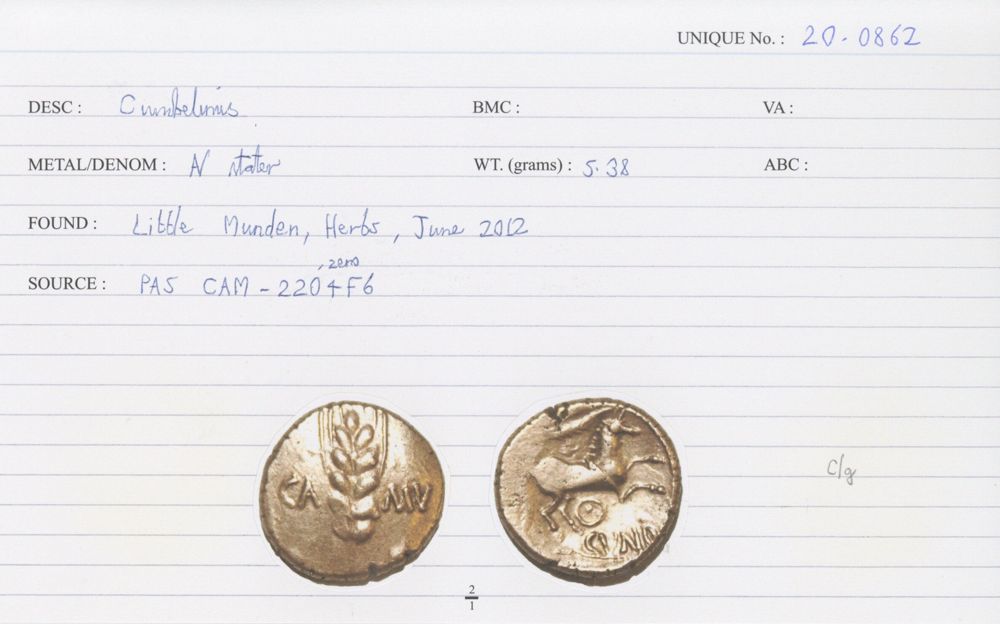 UNIQUE No. : 20-0862
DESC : Cunobelinus BMC : VA :
METAL/DENOM : N stater WT. (grams) : 5.38 ABC :
FOUND : Little Munden, Herts, June 2012
, zero
SOURCE : PAS CAM - 2204F6
CA MV
CVNO
c/g
2
1